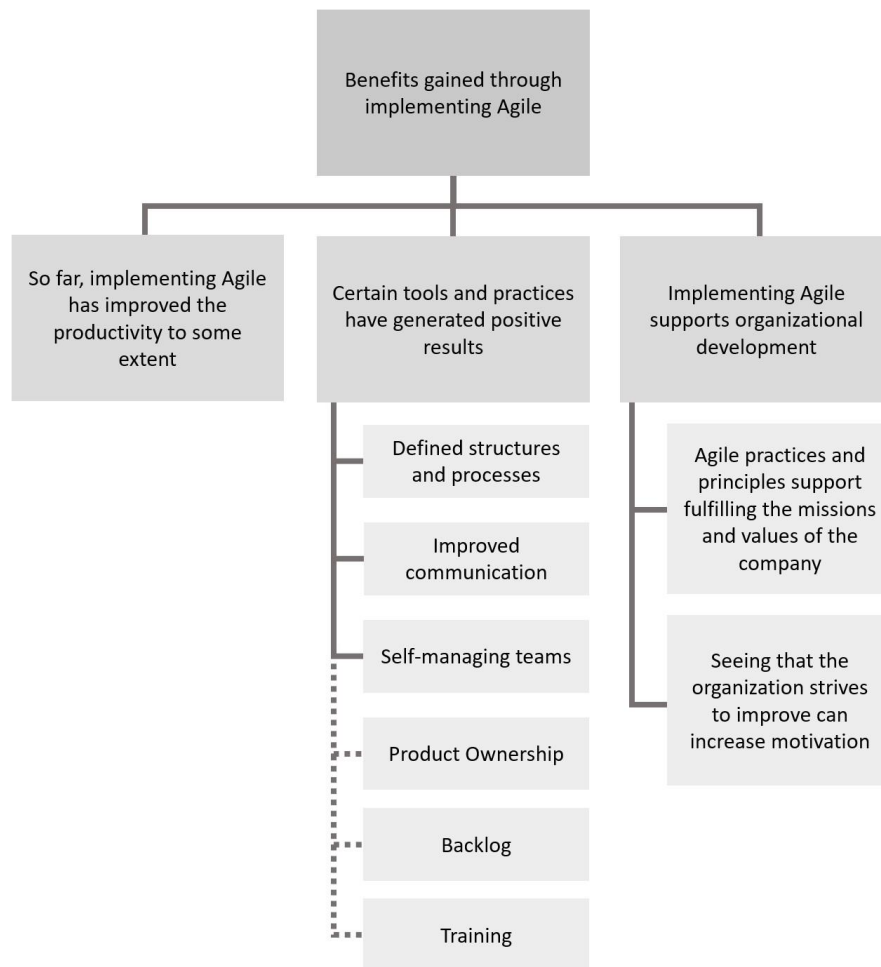 Benefits gained through
implementing Agile
So far, implementing Agile
has improved the
productivity to some
extent
Certain tools and practices
have generated positive
results
Defined structures
and processes
Improved
communication
Self-managing teams
Product Ownership
Backlog
Training
Implementing Agile
supports organizational
development
Agile practices and
principles support
fulfilling the missions
and values of the
company
Seeing that the
organization strives
to improve can
increase motivation